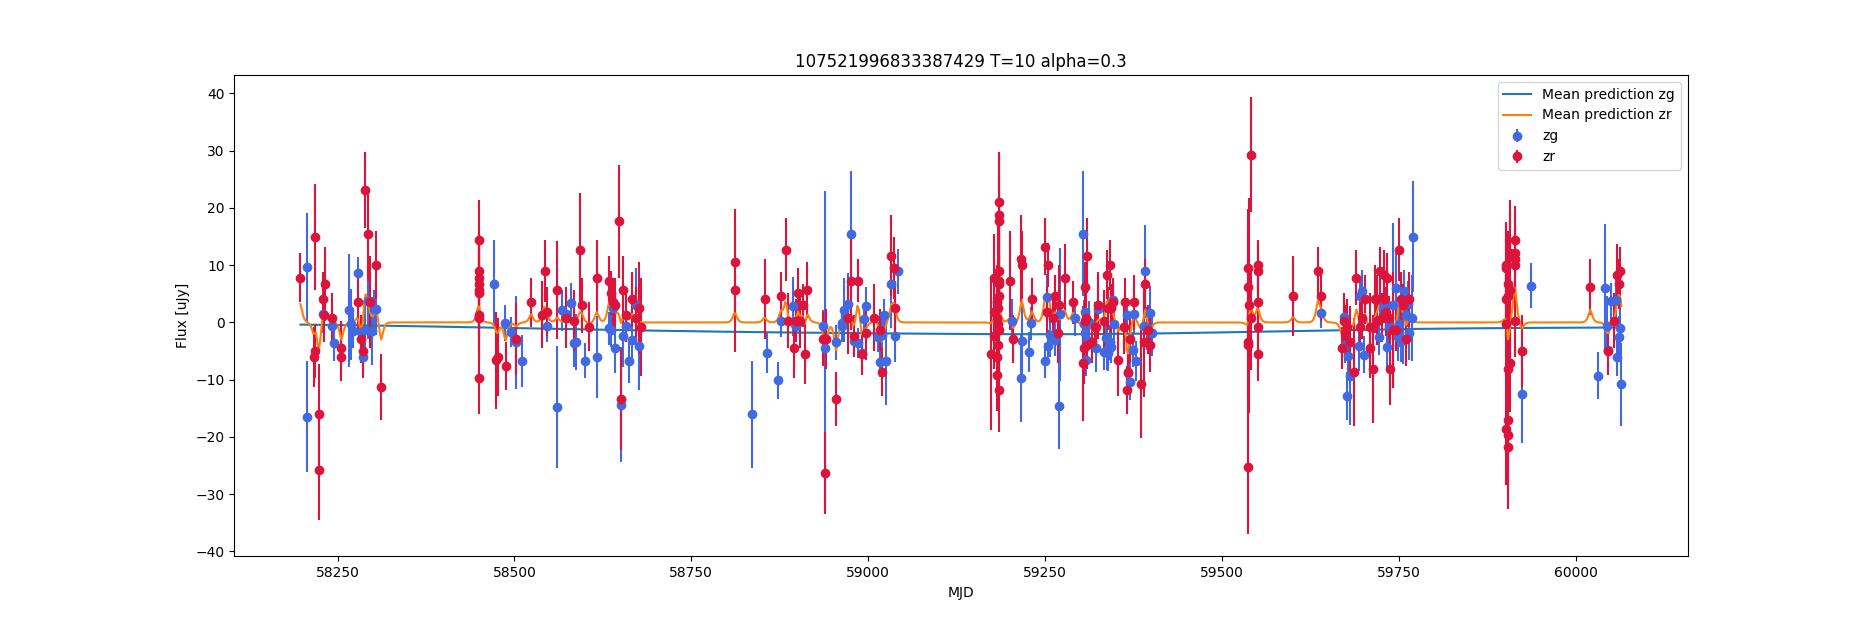 107521996833387429 T=10 alpha=0.3
Flux [uJy]
40
30
20
10
0
−10
−20
−30
−40
Mean prediction zg
Mean prediction zr
zg
zr
58250
58500
58750
59000
59250
59500
59750
60000
MJD